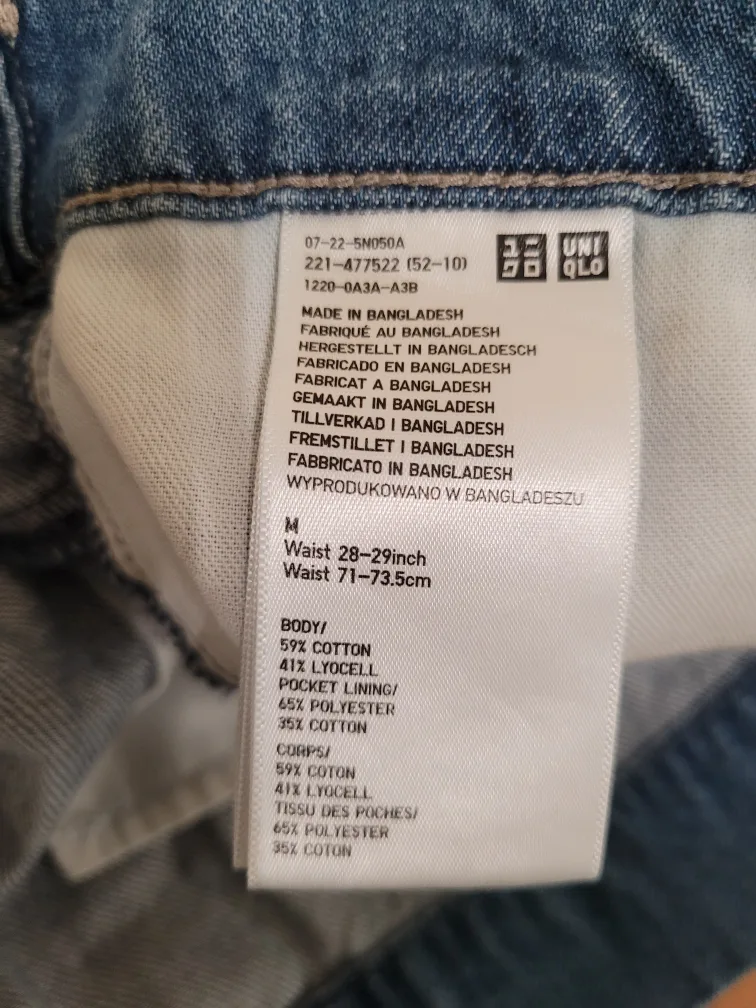 07-22-5N050A
221-477522 (52-10)
1220-0A3A-A3B
ユニ
クロ
UNI
QLO
MADE IN BANGLADESH
FABRIQUÉ AU BANGLADESH
HERGESTELLT IN BANGLADESCH
FABRICADO EN BANGLADESH
FABRICAT A BANGLADESH
GEMAAKT IN BANGLADESH
TILLVERKAD I BANGLADESH
FREMSTILLET I BANGLADESH
FABBRICATO IN BANGLADESH
WYPRODUKOWANO W BANGLADESZU
M
Waist 28-29inch
Waist 71-73.5cm
BODY/
59% COTTON
41% LYOCELL
POCKET LINING/
65% POLYESTER
35% COTTON
CORPS/
59% COTON
41% LYOCELL
TISSU DES POCHES/
65% POLYESTER
35% COTON